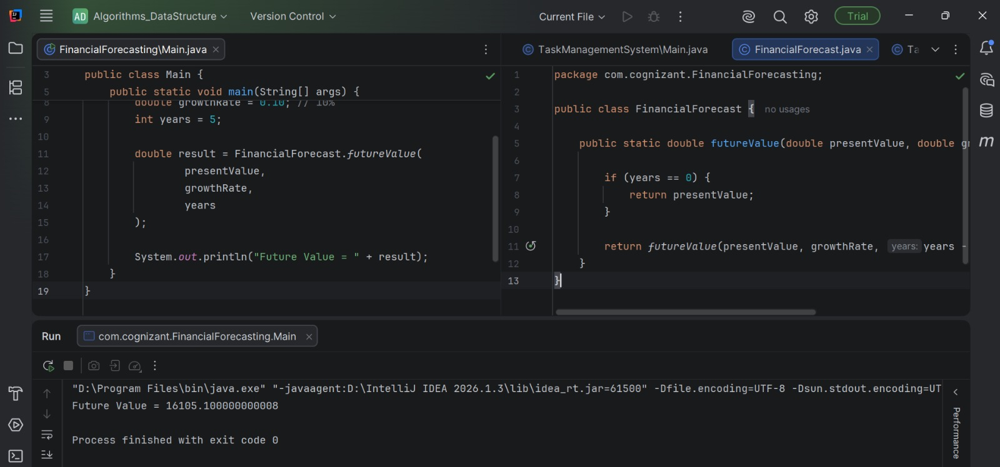 AD Algorithms_DataStructure Version Control Current File Trial
FinancialForecasting\Main.java
3 public class Main {
5 public static void main(String[] args) {
8 double growthRate = 0.10; // 10%
9 int years = 5;
10
11 double result = FinancialForecast.futureValue(
12 presentValue,
13 growthRate,
14 years
15 );
16
17 System.out.println("Future Value = " + result);
18 }
19 }
TaskManagementSystem\Main.java FinancialForecast.java Ta
1 package com.cognizant.FinancialForecasting;
2
3 public class FinancialForecast { no usages
4
5 public static double futureValue(double presentValue, double gr
6
7 if (years == 0) {
8 return presentValue;
9 }
10
11 return futureValue(presentValue, growthRate, years: years -
12 }
13 }
m
Run com.cognizant.FinancialForecasting.Main
"D:\Program Files\bin\java.exe" "-javaagent:D:\IntelliJ IDEA 2026.1.3\lib\idea_rt.jar=61500" -Dfile.encoding=UTF-8 -Dsun.stdout.encoding=UT
Future Value = 16105.100000000008
Process finished with exit code 0
Performance